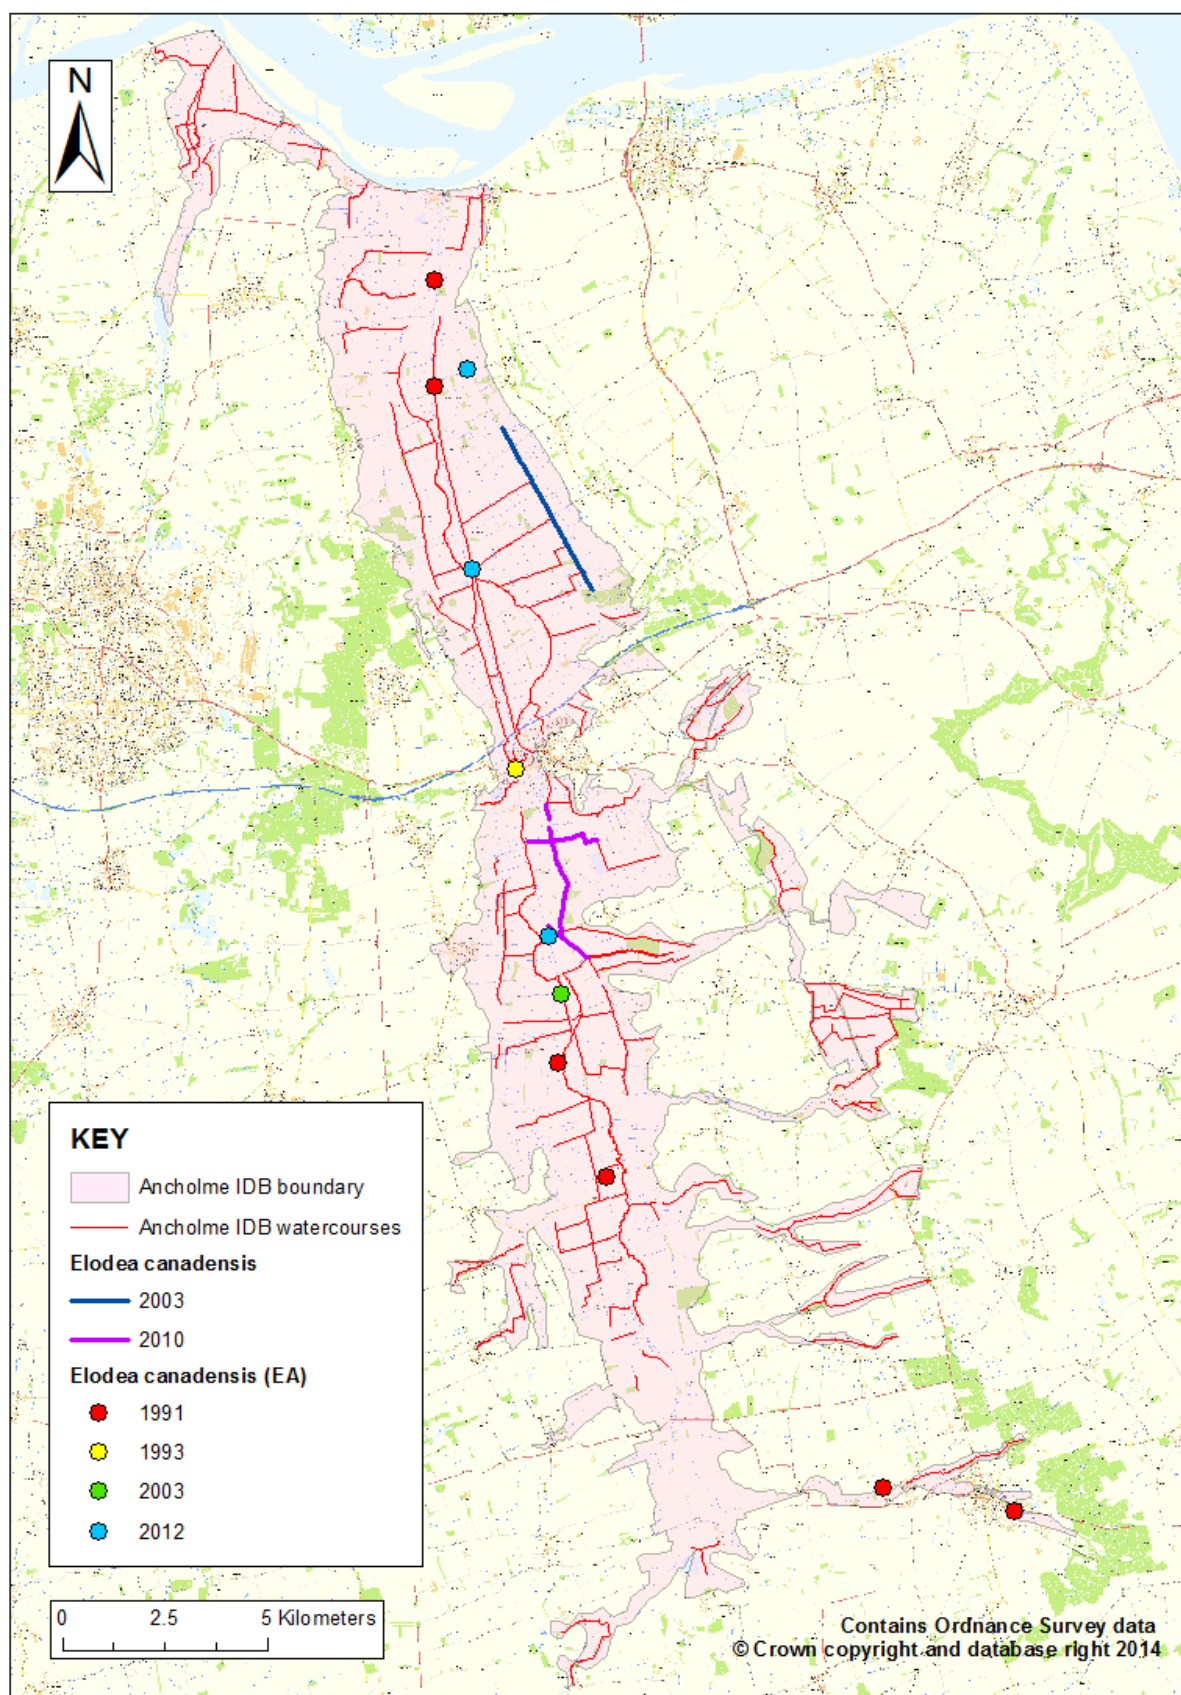 N
KEY
Ancholme IDB boundary
Ancholme IDB watercourses
Elodea canadensis
2003
2010
Elodea canadensis (EA)
1991
1993
2003
2012
0 2.5 5 Kilometers
Contains Ordnance Survey data
© Crown copyright and database right 2014